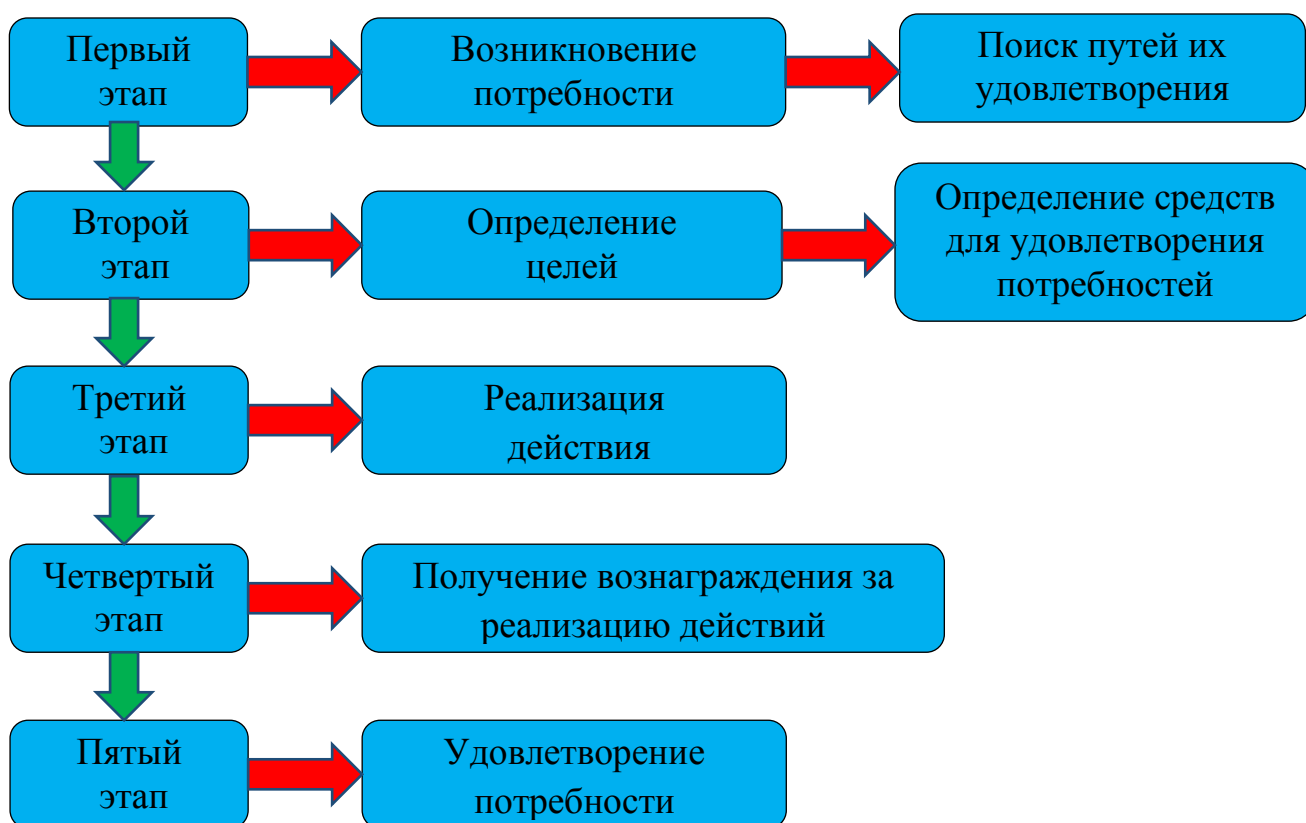 Первый
этап
Возникновение
потребности
Поиск путей их
удовлетворения
Второй
этап
Определение
целей
Определение средств
для удовлетворения
потребностей
Третий
этап
Реализация
действия
Четвертый
этап
Получение вознаграждения за
реализацию действий
Пятый
этап
Удовлетворение
потребности